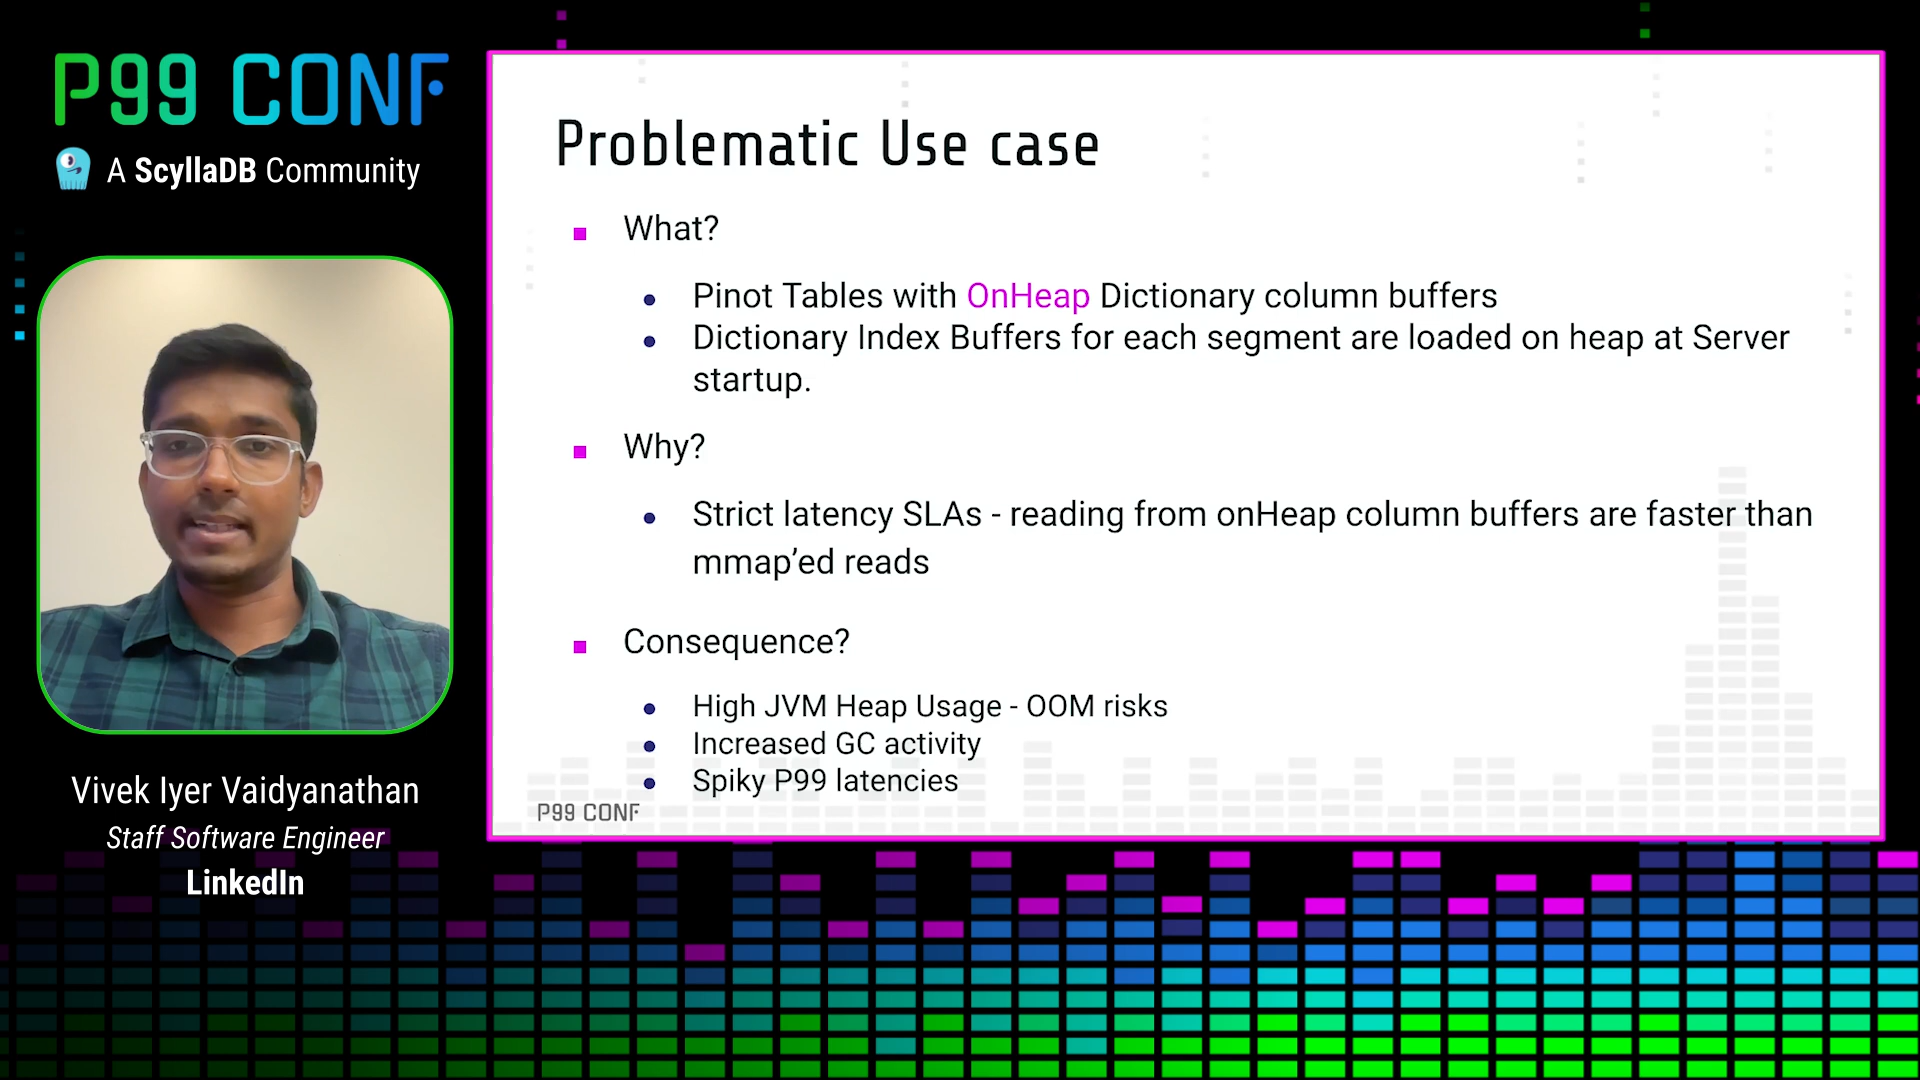 P99 CONF
A ScyllaDB Community
Vivek Iyer Vaidyanathan
Staff Software Engineer
LinkedIn
Problematic Use case
What?
Pinot Tables with OnHeap Dictionary column buffers
Dictionary Index Buffers for each segment are loaded on heap at Server
startup.
Why?
Strict latency SLAs - reading from onHeap column buffers are faster than
mmap’ed reads
Consequence?
High JVM Heap Usage - OOM risks
Increased GC activity
Spiky P99 latencies
P99 CONF